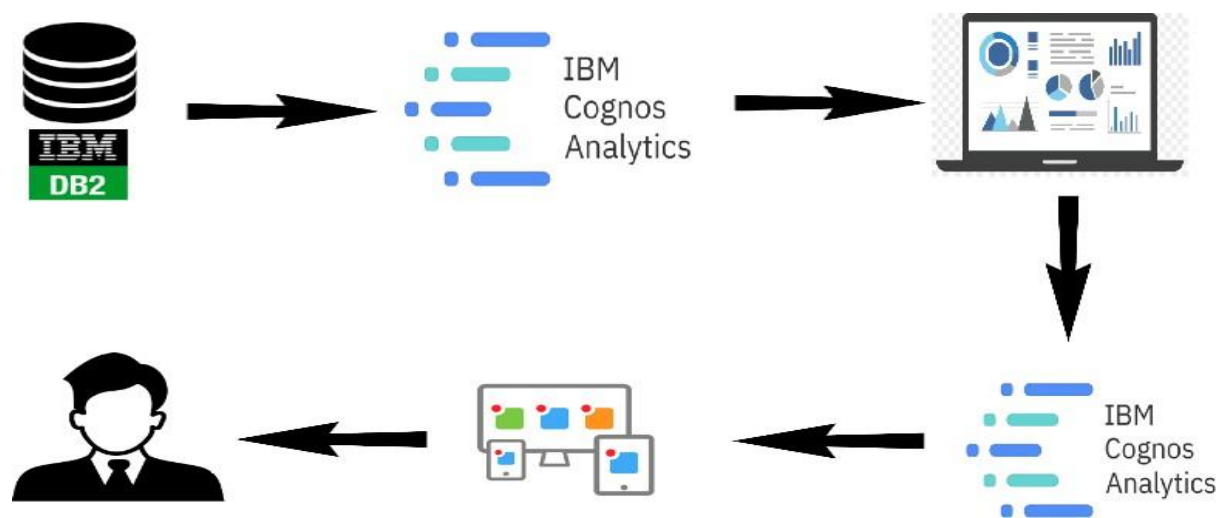 IBM
Cognos
Analytics
IBM
DB2
IBM
Cognos
Analytics